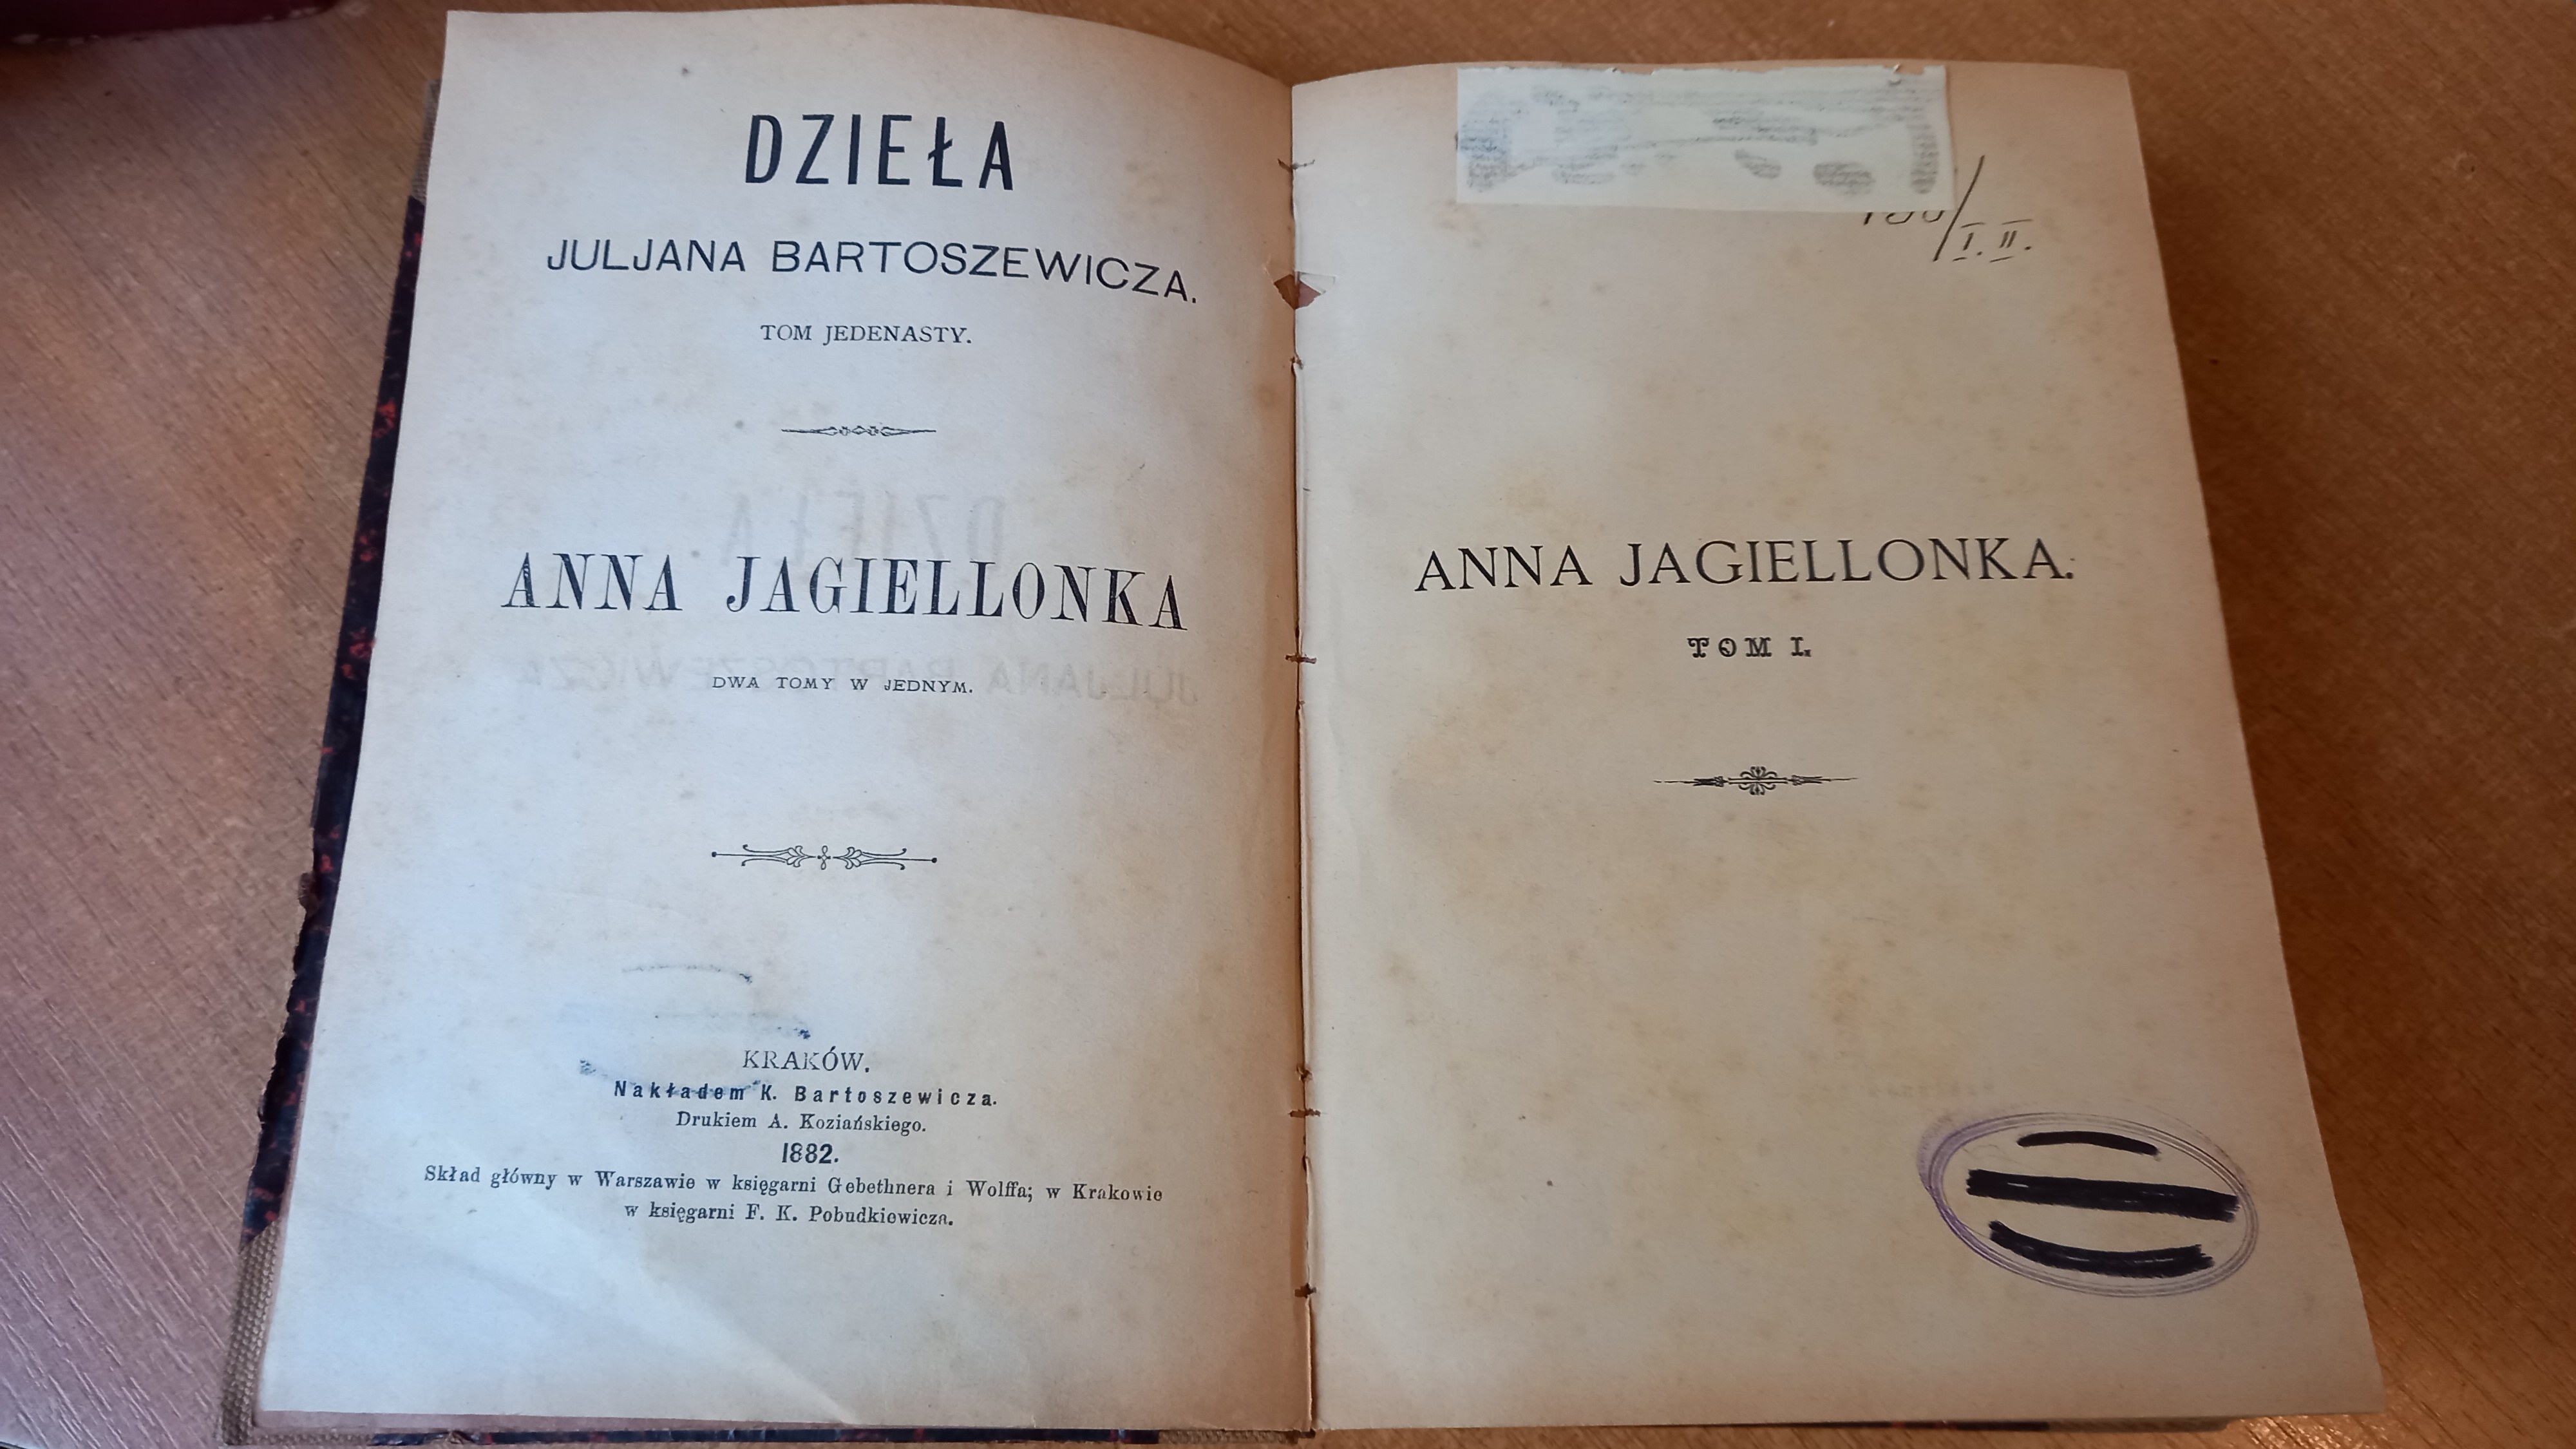 DZIEŁA
JULJANA BARTOSZEWICZA.
TOM JEDENASTY.
ANNA JAGIELLONKA
DWA TOMY W JEDNYM.
KRAKÓW.
Nakładem K. Bartoszewicza.
Drukiem A. Koziańskiego.
1882.
Skład główny w Warszawie w księgarni Gebethnera i Wolffa; w Krakowie
w księgarni F. K. Pobudkiewicza.
I. II.
ANNA JAGIELLONKA.
TOM I.